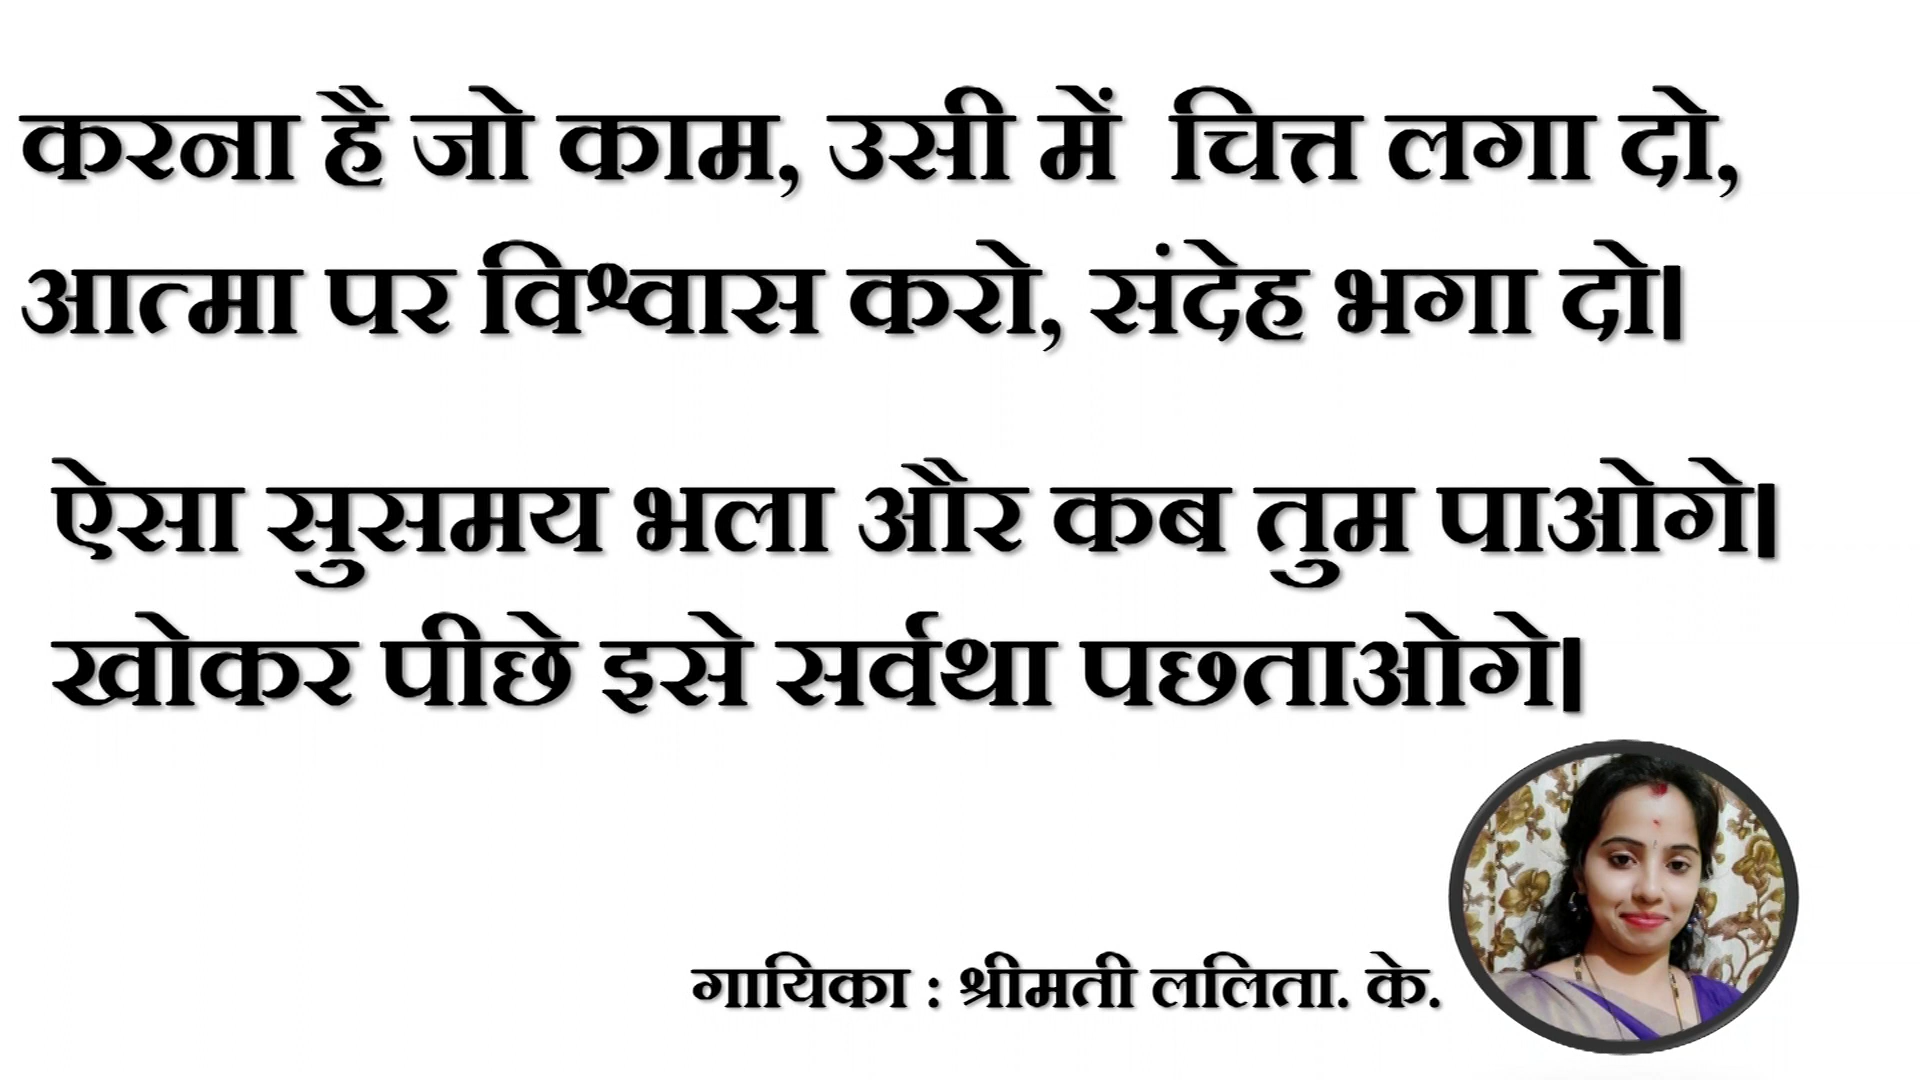 करना है जो काम, उसी में चित्त लगा दो,
आत्मा पर विश्वास करो, संदेह भगा दो।
ऐसा सुसमय भला और कब तुम पाओगे।
खोकर पीछे इसे सर्वथा पछताओगे।
गायिका : श्रीमती ललिता. के.